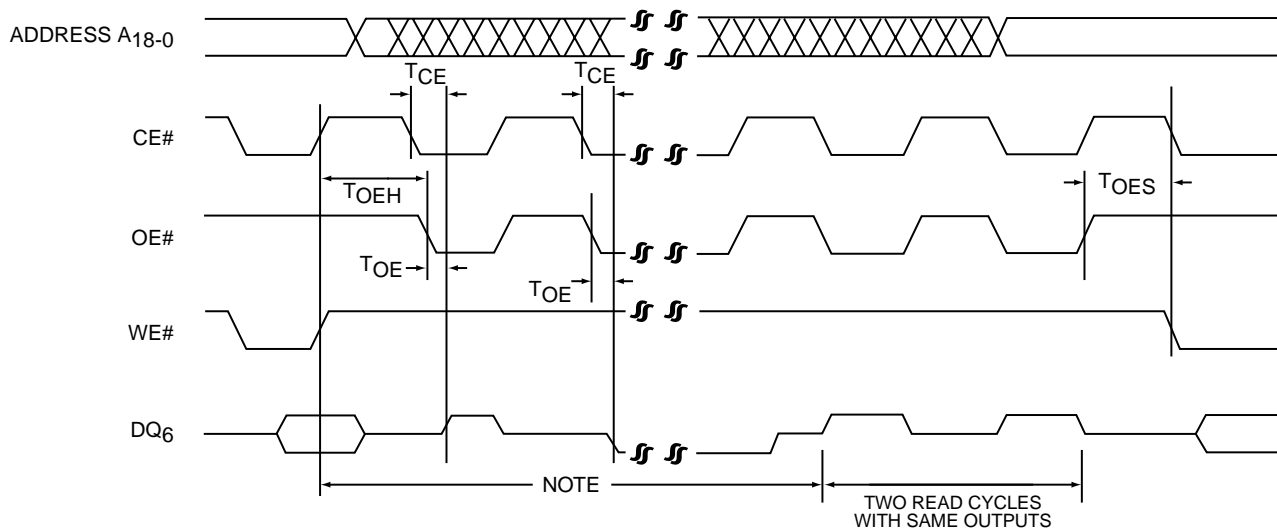 ADDRESS A18-0
TCE TCE
CE#
TOEH TOES
OE#
TOE TOE
WE#
DQ6
NOTE
TWO READ CYCLES
WITH SAME OUTPUTS